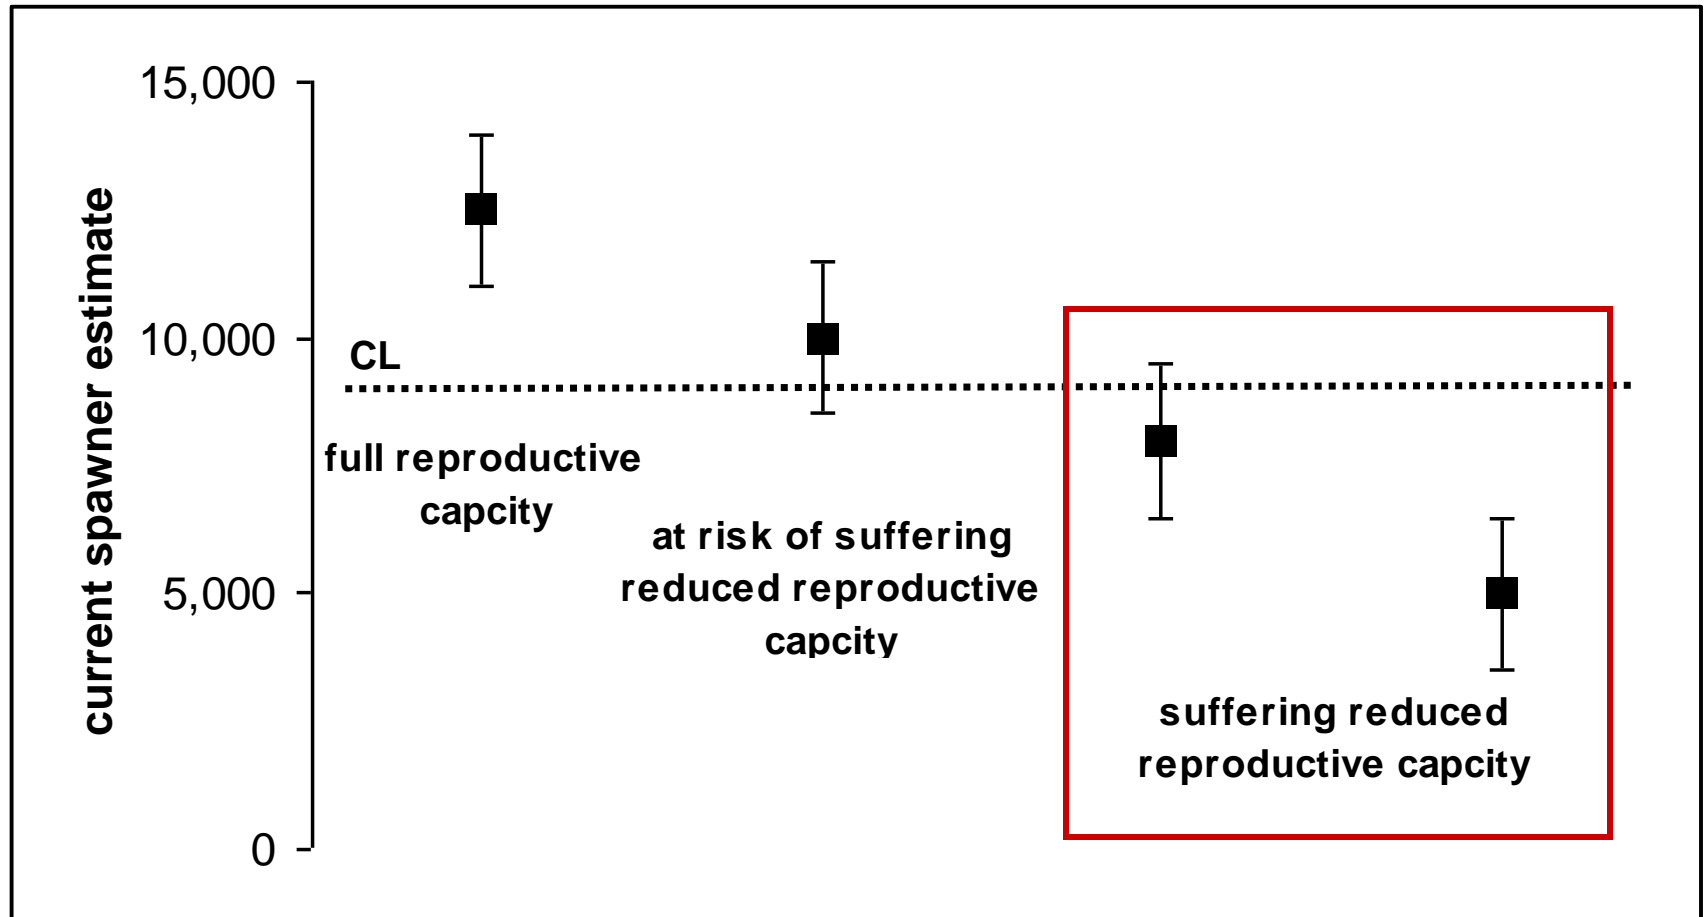 current spawner estimate
15,000
10,000
5,000
0
CL
full reproductive
capcity
at risk of suffering
reduced reproductive
capcity
suffering reduced
reproductive capcity